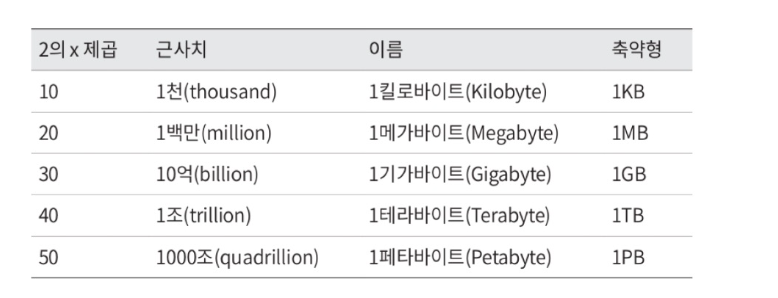 2의 x 제곱 근사치 이름 축약형
10 1천(thousand) 1킬로바이트(Kilobyte) 1KB
20 1백만(million) 1메가바이트(Megabyte) 1MB
30 10억(billion) 1기가바이트(Gigabyte) 1GB
40 1조(trillion) 1테라바이트(Terabyte) 1TB
50 1000조(quadrillion) 1페타바이트(Petabyte) 1PB